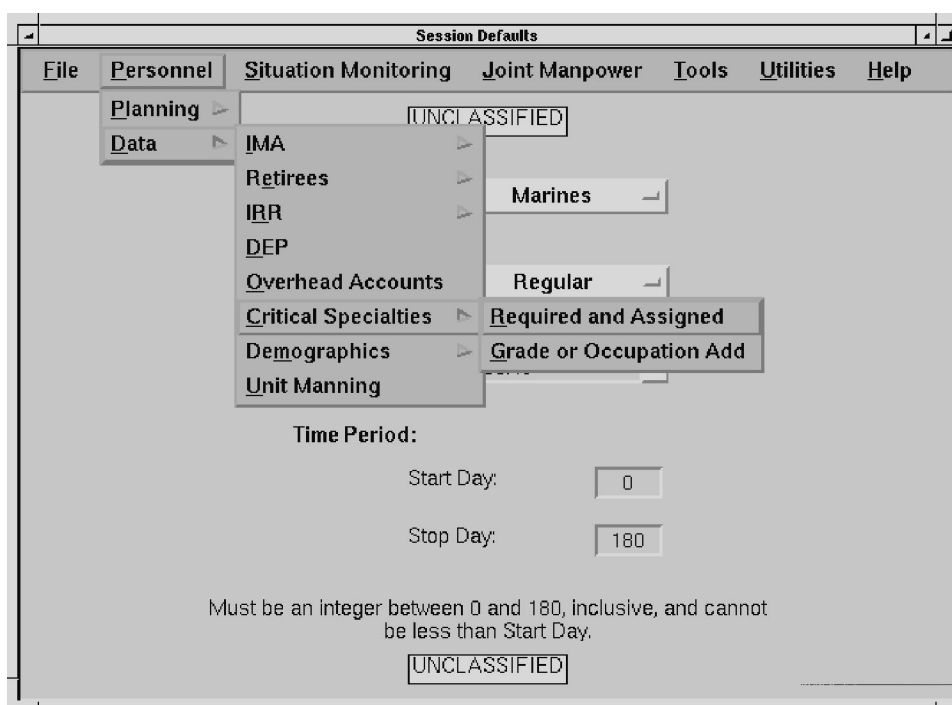 Session Defaults
File Personnel Situation Monitoring Joint Manpower Tools Utilities Help
Planning
UNCLASSIFIED
Data
IMA
Retirees
Marines
IRR
DEP
Overhead Accounts
Regular
Critical Specialties
Required and Assigned
Demographics
Grade or Occupation Add
Unit Manning
Time Period:
Start Day: 0
Stop Day: 180
Must be an integer between 0 and 180, inclusive, and cannot
be less than Start Day.
UNCLASSIFIED